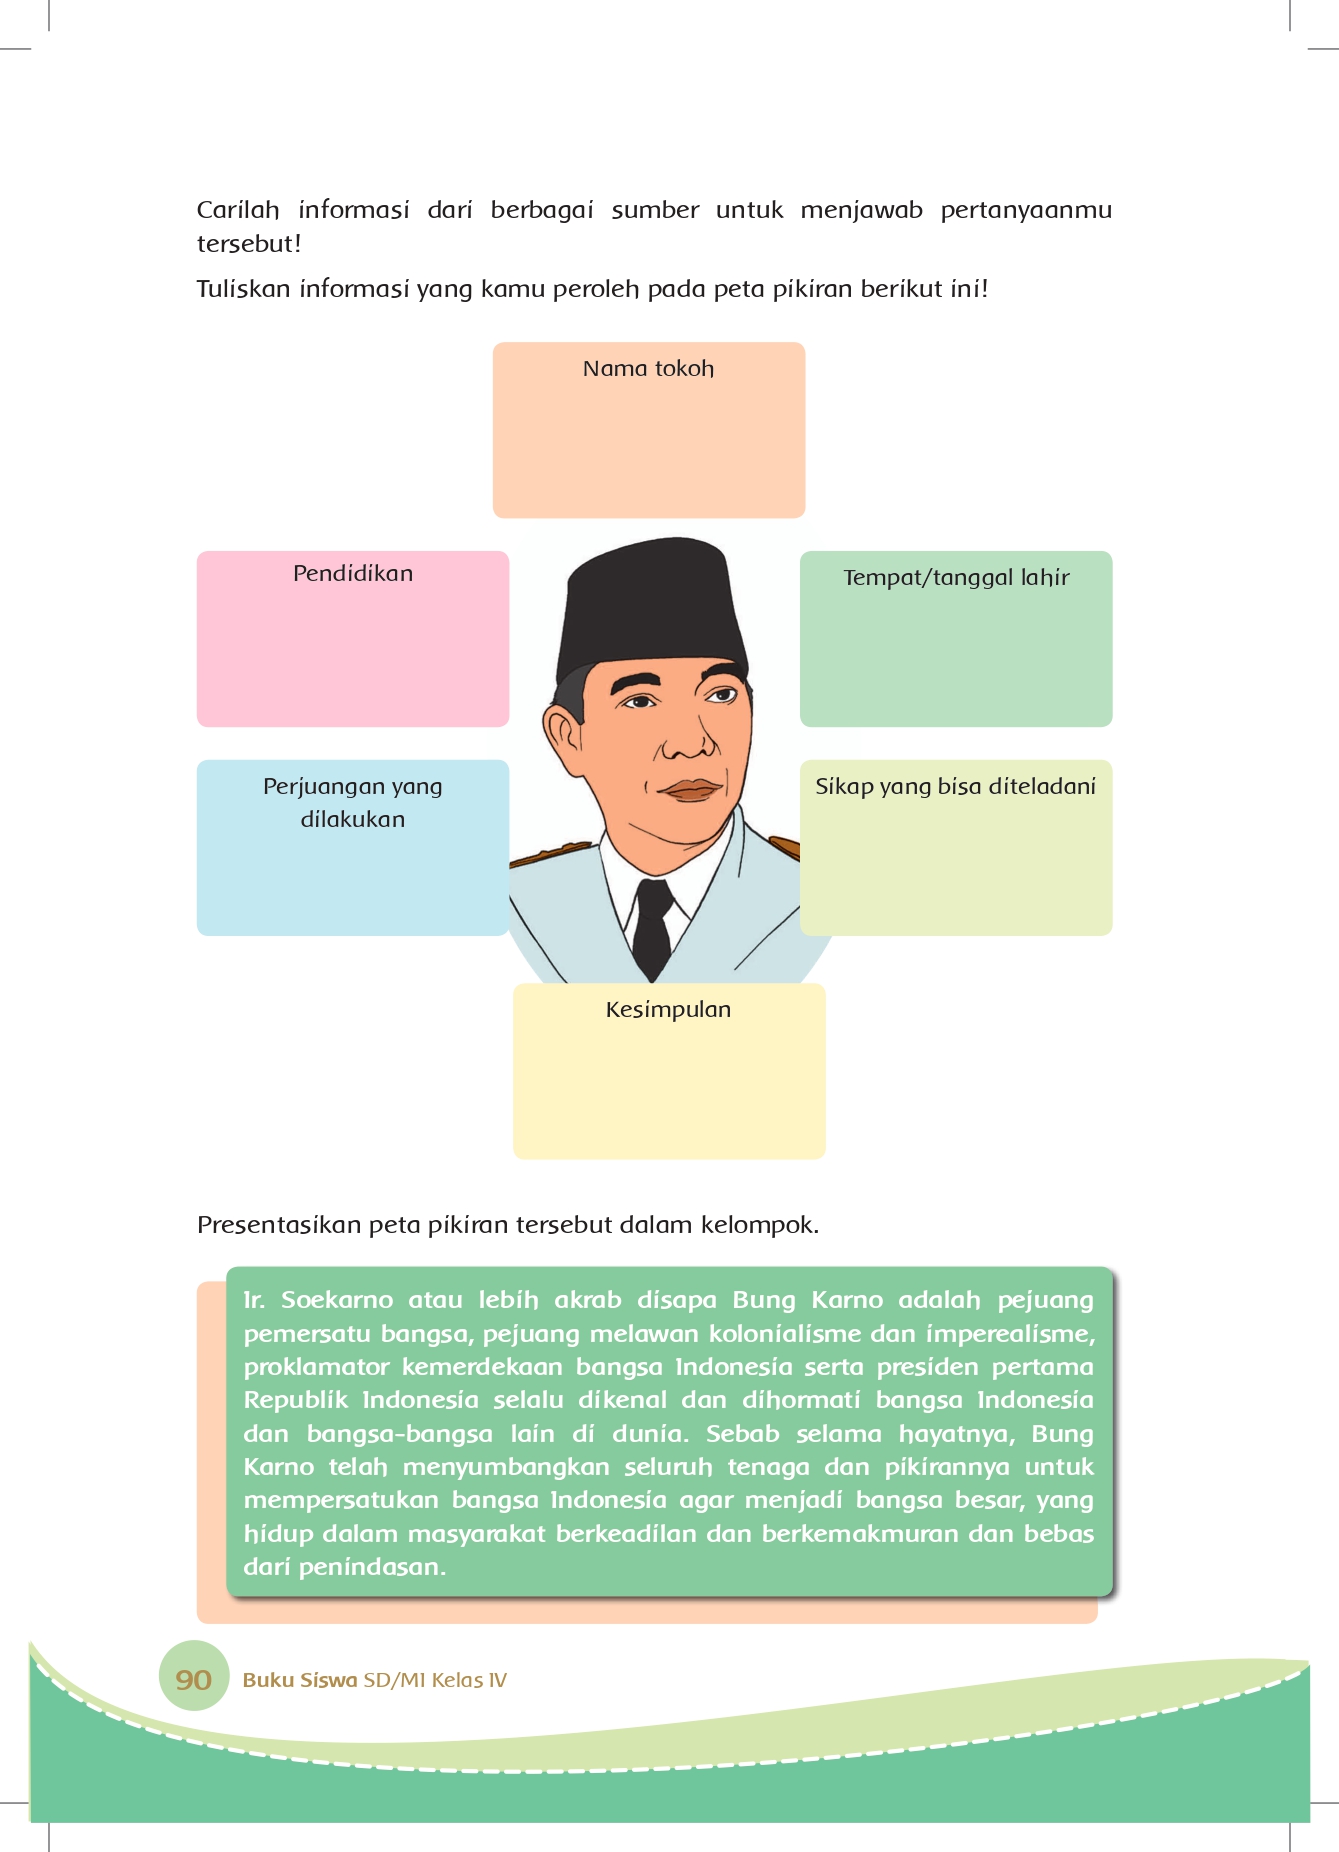 Carilah informasi dari berbagai sumber untuk menjawab pertanyaanmu
tersebut!
Tuliskan informasi yang kamu peroleh pada peta pikiran berikut ini!
Nama tokoh
Pendidikan
Tempat/tanggal lahir
Perjuangan yang
dilakukan
Sikap yang bisa diteladani
Kesimpulan
Presentasikan peta pikiran tersebut dalam kelompok.
Ir. Soekarno atau lebih akrab disapa Bung Karno adalah pejuang
pemersatu bangsa, pejuang melawan kolonialisme dan imperealisme,
proklamator kemerdekaan bangsa Indonesia serta presiden pertama
Republik Indonesia selalu dikenal dan dihormati bangsa Indonesia
dan bangsa-bangsa lain di dunia. Sebab selama hayatnya, Bung
Karno telah menyumbangkan seluruh tenaga dan pikirannya untuk
mempersatukan bangsa Indonesia agar menjadi bangsa besar, yang
hidup dalam masyarakat berkeadilan dan berkemakmuran dan bebas
dari penindasan.
90 Buku Siswa SD/MI Kelas IV